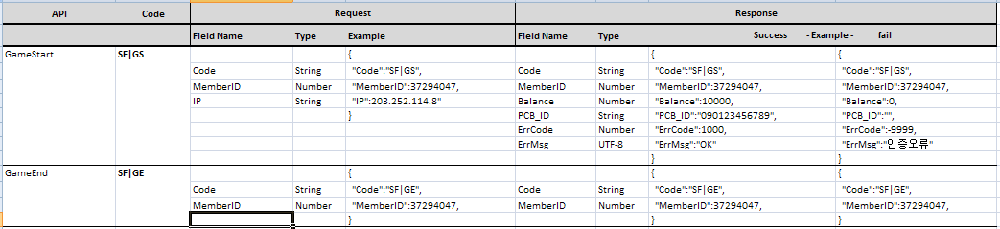 API Code Request Response
Field Name Type Example Field Name Type Success - Example - fail
GameStart SF|GS { { {
Code String "Code":"SF|GS", Code String "Code":"SF|GS", "Code":"SF|GS",
MemberID Number "MemberID":37294047, MemberID Number "MemberID":37294047, "MemberID":37294047,
IP String "IP":203.252.114.8" Balance Number "Balance":10000, "Balance":0,
} PCB_ID String "PCB_ID":"090123456789", "PCB_ID":"",
ErrCode Number "ErrCode":1000, "ErrCode":-9999,
ErrMsg UTF-8 "ErrMsg":"OK" "ErrMsg":"인증오류"
} }
GameEnd SF|GE { { {
Code String "Code":"SF|GE", Code String "Code":"SF|GE", "Code":"SF|GE",
MemberID Number "MemberID":37294047, MemberID Number "MemberID":37294047, "MemberID":37294047,
} } }